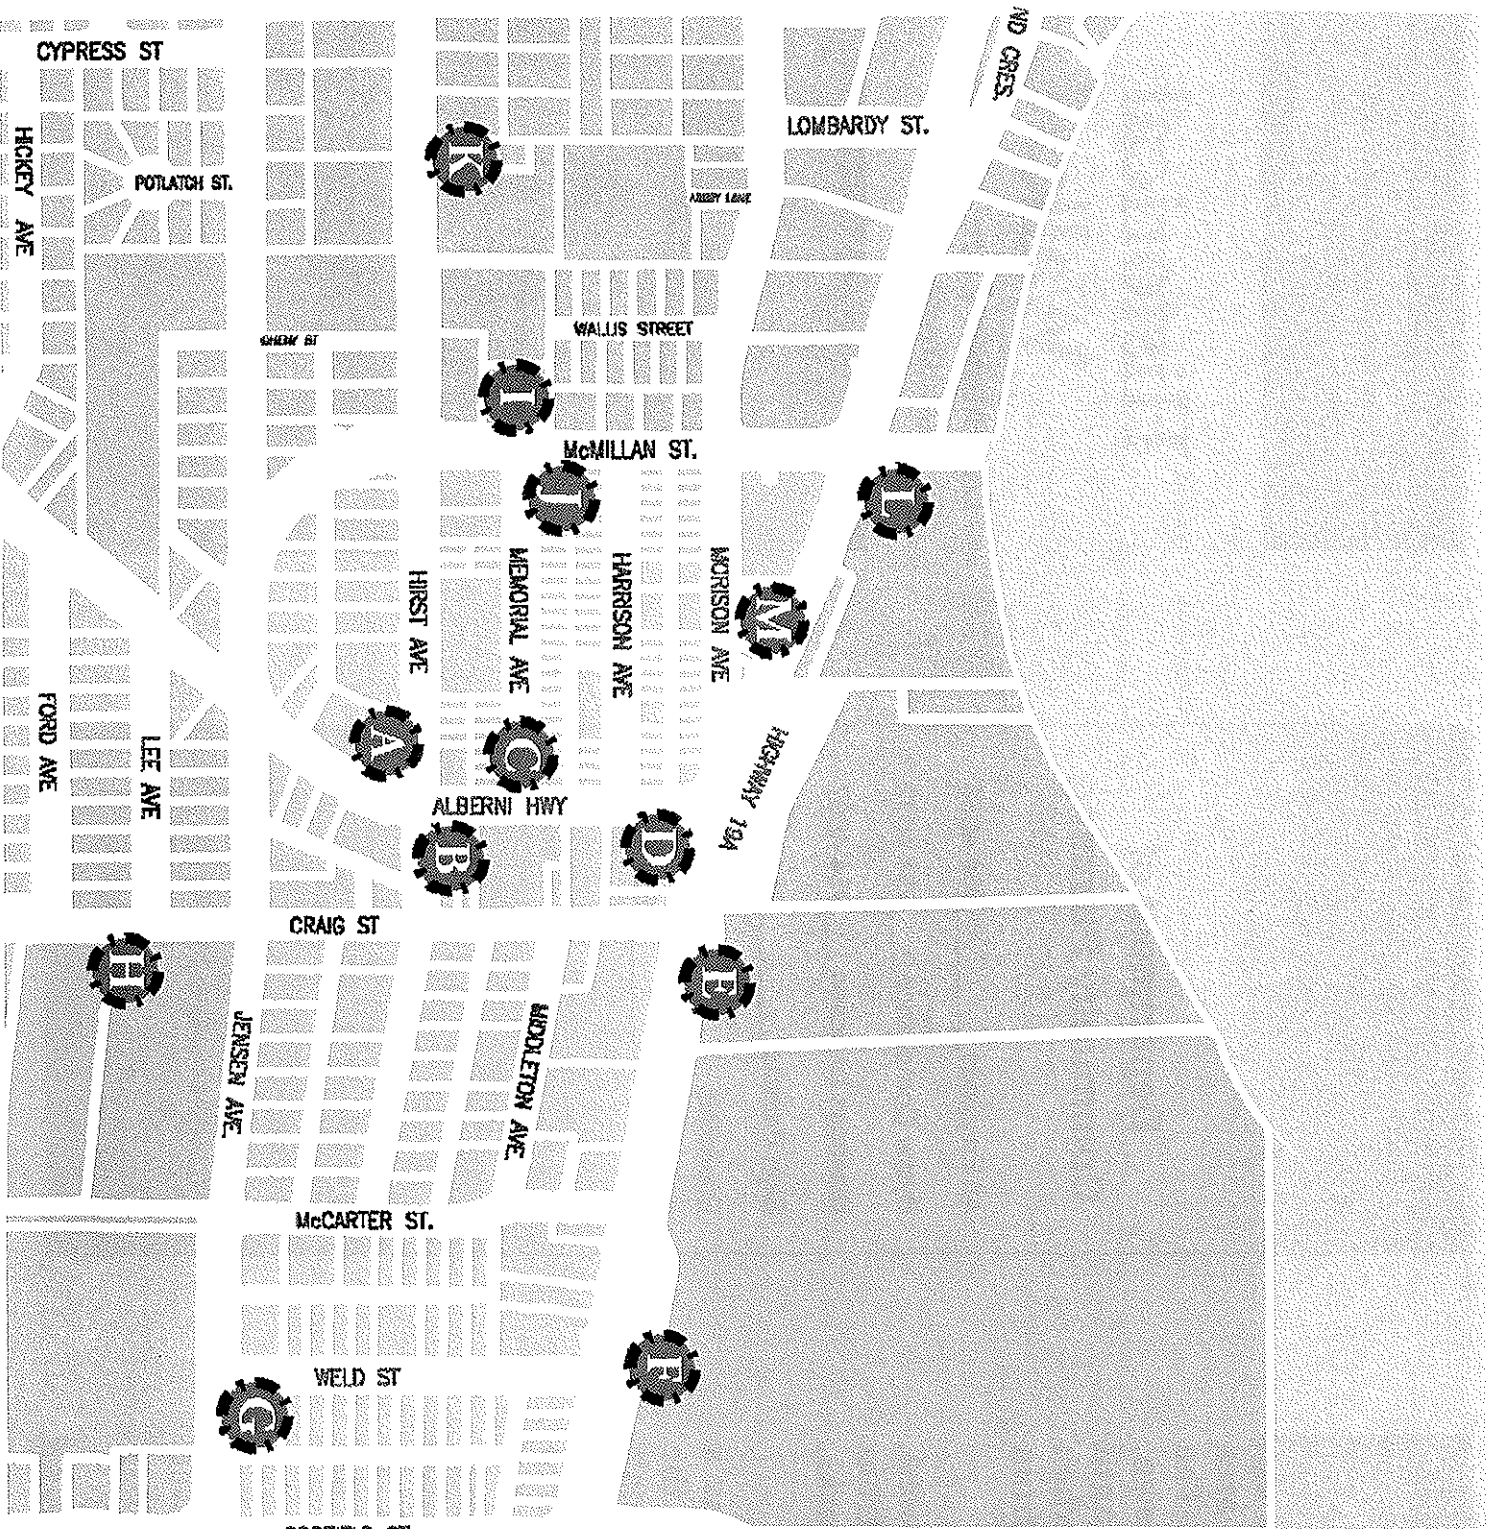 ND CRES.
CYPRESS ST
LOMBARDY ST.
HICKEY AVE
K
POTLATCH ST.
WALLIS STREET
I
McMILLAN ST.
J
L
MEMORIAL AVE
HARRISON AVE
MORISON AVE
HIRST AVE
M
FORD AVE
LEE AVE
A
C
HIGHWAY 19A
ALBERNI HWY
B
D
CRAIG ST
H
E
JENSEN AVE.
MIDDLETON AVE.
McCARTER ST.
WELD ST
F
G